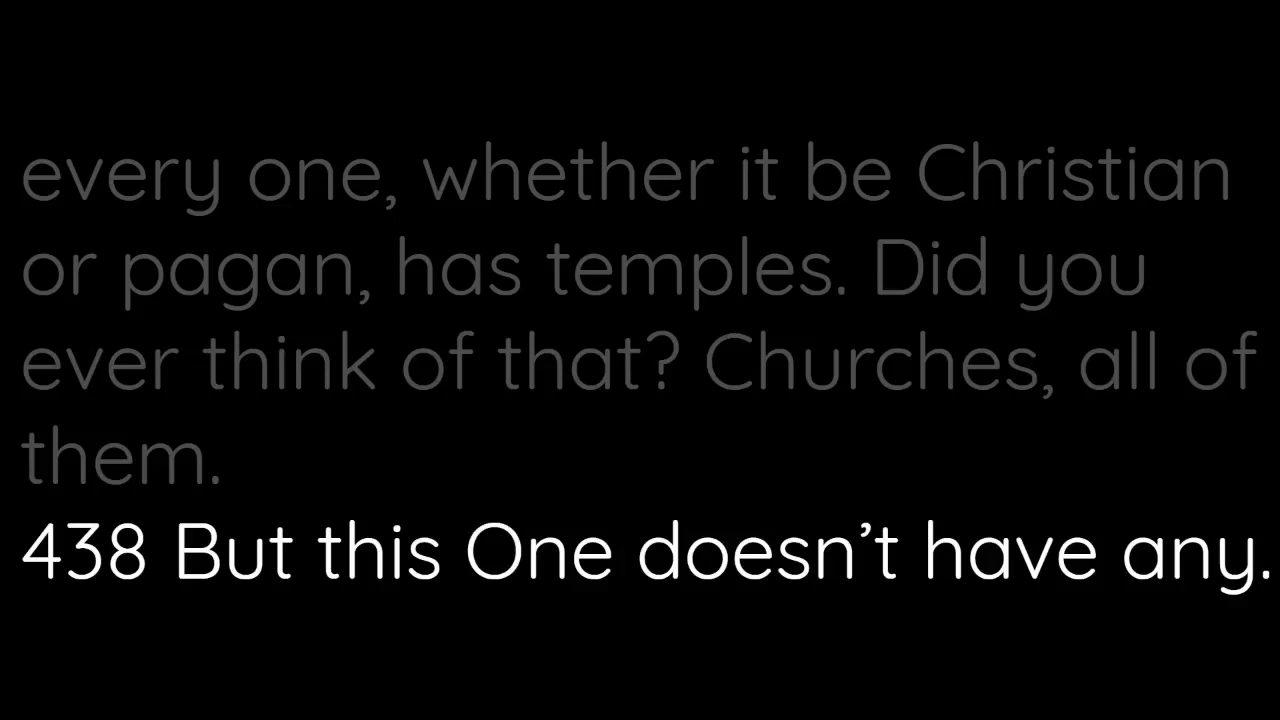 every one, whether it be Christian
or pagan, has temples. Did you
ever think of that? Churches, all of
them.
438 But this One doesn’t have any.